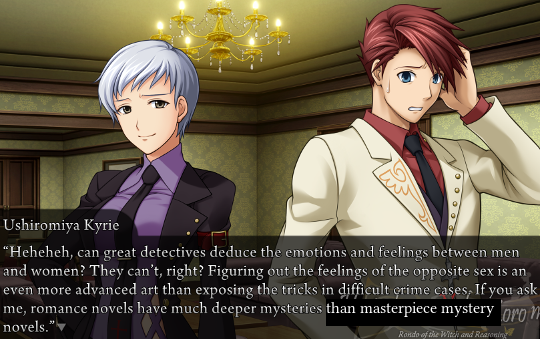 Ushiromiya Kyrie
“Heheheh, can great detectives deduce the emotions and feelings between men
and women? They can’t, right? Figuring out the feelings of the opposite sex is an
even more advanced art than exposing the tricks in difficult crime cases. If you ask
me, romance novels have much deeper mysteries than masterpiece mystery
novels.”
Rondo of the Witch and Reasoning